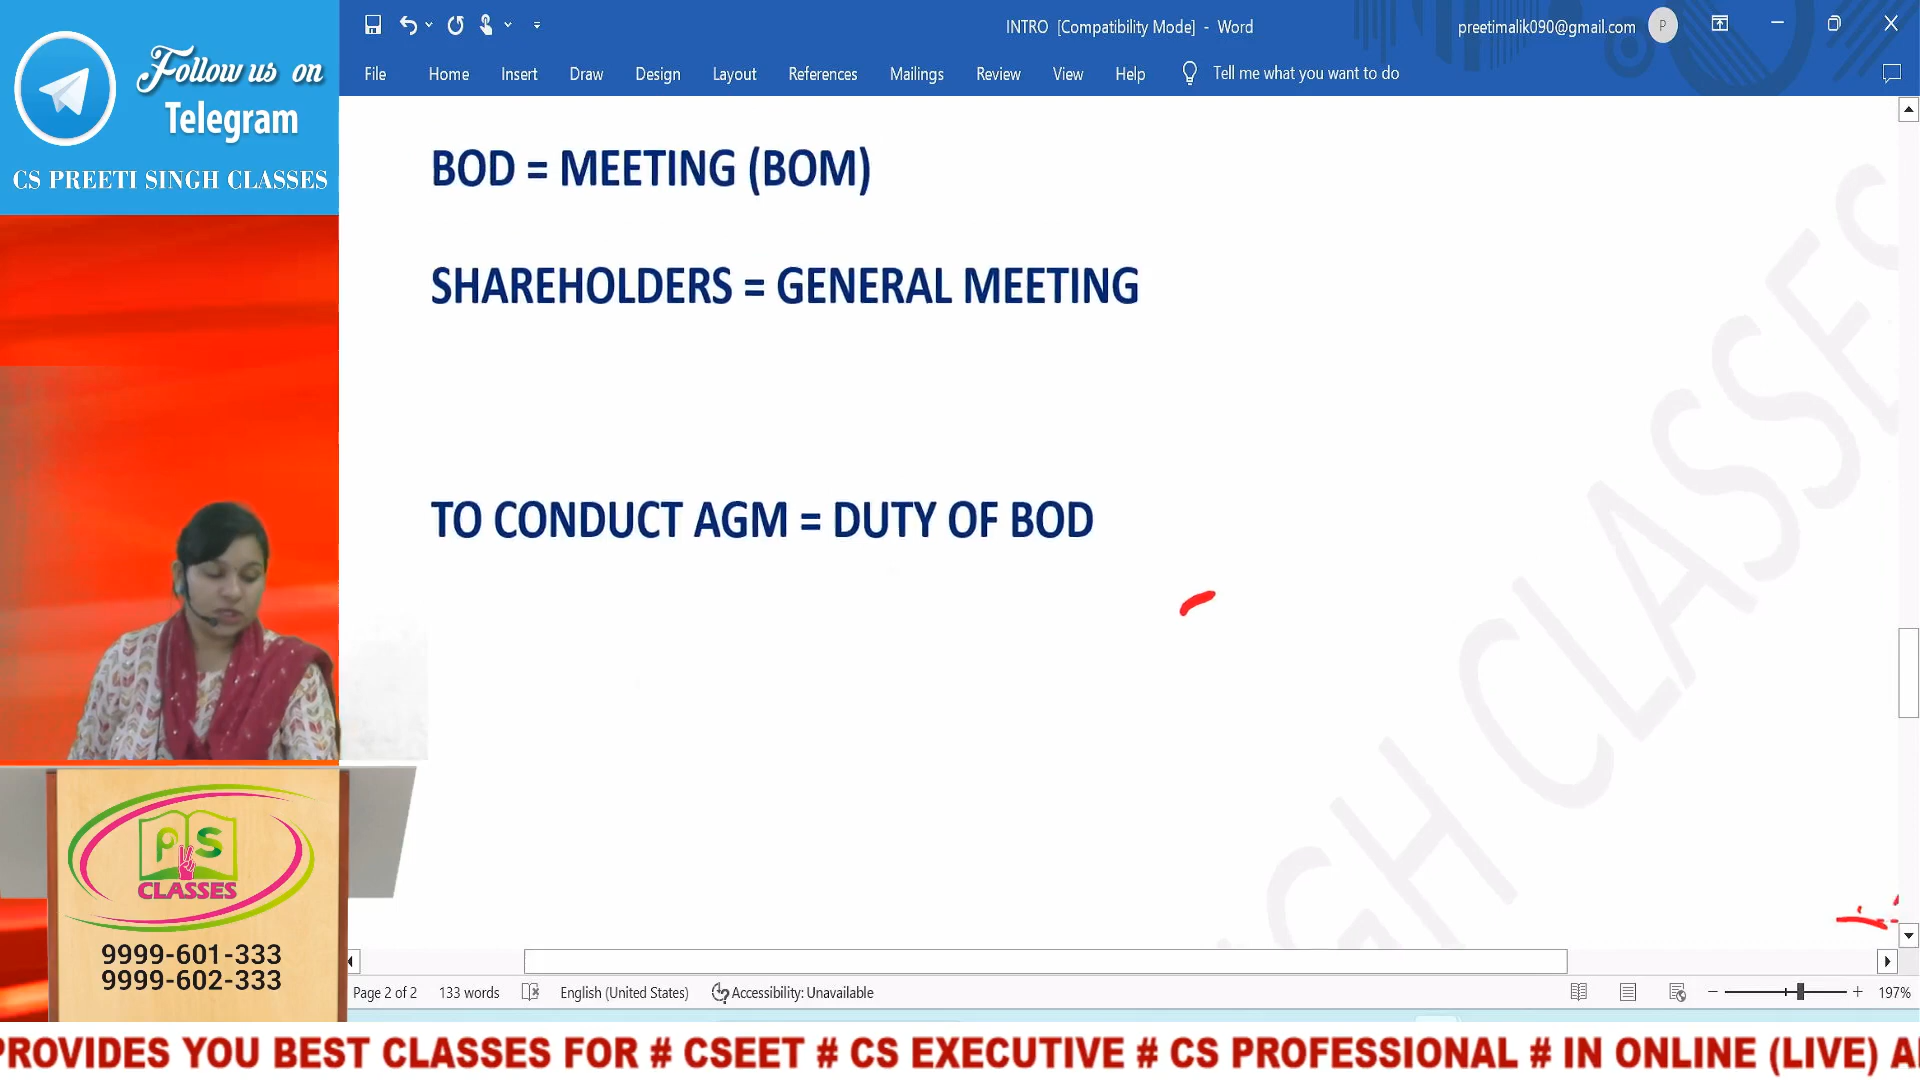 Follow us on
Telegram
CS PREETI SINGH CLASSES
INTRO [Compatibility Mode] - Word
preetimalik090@gmail.com
P
File Home Insert Draw Design Layout References Mailings Review View Help Tell me what you want to do
BOD = MEETING (BOM)
SHAREHOLDERS = GENERAL MEETING
TO CONDUCT AGM = DUTY OF BOD
GH CLASSES
PS
CLASSES
9999-601-333
9999-602-333
Page 2 of 2 133 words English (United States) Accessibility: Unavailable 197%
PROVIDES YOU BEST CLASSES FOR # CSEET # CS EXECUTIVE # CS PROFESSIONAL # IN ONLINE (LIVE) A